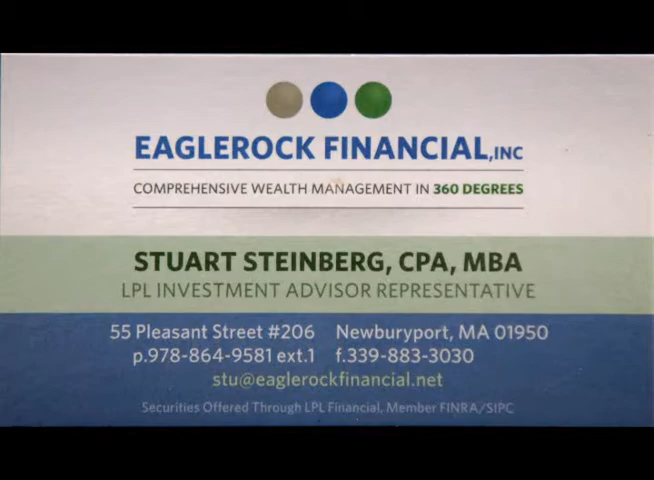 EAGLEROCK FINANCIAL,INC
COMPREHENSIVE WEALTH MANAGEMENT IN 360 DEGREES
STUART STEINBERG, CPA, MBA
LPL INVESTMENT ADVISOR REPRESENTATIVE
55 Pleasant Street #206 Newburyport, MA 01950
p.978-864-9581 ext.1 f.339-883-3030
stu@eaglerockfinancial.net
Securities Offered Through LPL Financial, Member FINRA/SIPC